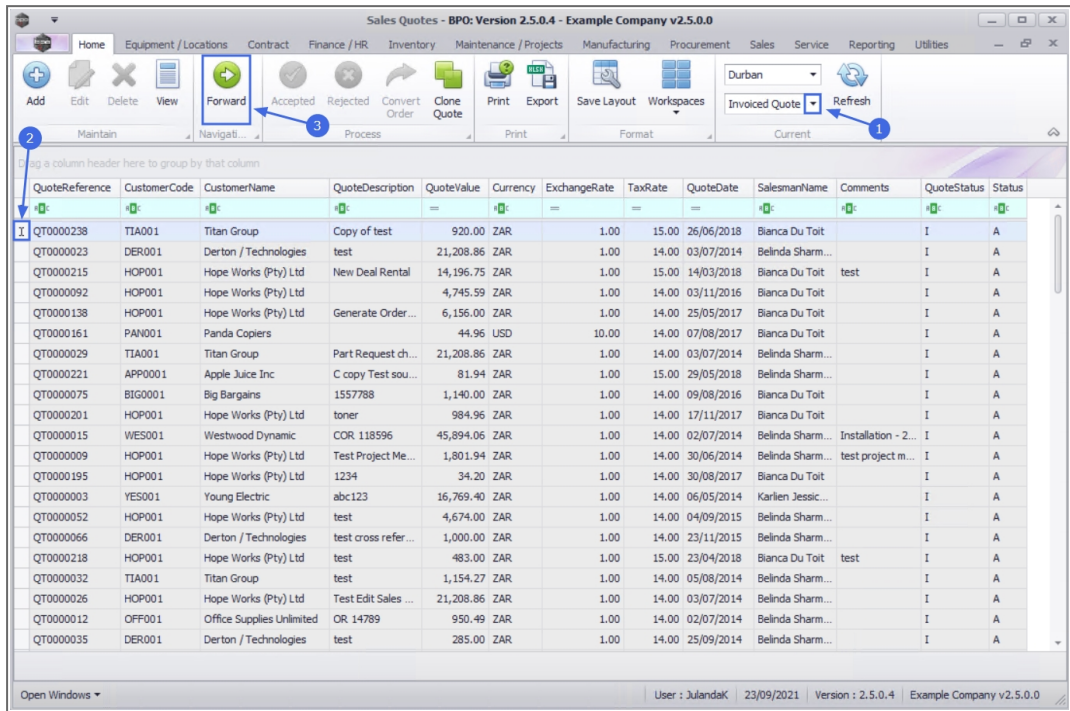 Sales Quotes - BPO: Version 2.5.0.4 - Example Company v2.5.0.0
Home Equipment / Locations Contract Finance / HR Inventory Maintenance / Projects Manufacturing Procurement Sales Service Reporting Utilities
Add Edit Delete View Forward Accepted Rejected Convert Order Clone Quote Print Export Save Layout Workspaces Durban Invoiced Quote Refresh
Maintain Navigati... Process Print Format Current
1
2
3
Drag a column header here to group by that column
QuoteReference CustomerCode CustomerName QuoteDescription QuoteValue Currency ExchangeRate TaxRate QuoteDate SalesmanName Comments QuoteStatus Status
QT0000238 TIA001 Titan Group Copy of test 920.00 ZAR 1.00 15.00 26/06/2018 Bianca Du Toit I A
QT0000023 DER001 Derton / Technologies test 21,208.86 ZAR 1.00 14.00 03/07/2014 Belinda Sharm... I A
QT0000215 HOP001 Hope Works (Pty) Ltd New Deal Rental 14,196.75 ZAR 1.00 15.00 14/03/2018 Bianca Du Toit test I A
QT0000092 HOP001 Hope Works (Pty) Ltd 4,745.59 ZAR 1.00 14.00 03/11/2016 Bianca Du Toit I A
QT0000138 HOP001 Hope Works (Pty) Ltd Generate Order... 6,156.00 ZAR 1.00 14.00 25/05/2017 Bianca Du Toit I A
QT0000161 PAN001 Panda Copiers 44.96 USD 10.00 14.00 07/08/2017 Bianca Du Toit I A
QT0000029 TIA001 Titan Group Part Request ch... 21,208.86 ZAR 1.00 14.00 03/07/2014 Belinda Sharm... I A
QT0000221 APP0001 Apple Juice Inc C copy Test sou... 81.94 ZAR 1.00 15.00 29/05/2018 Bianca Du Toit I A
QT0000075 BIG0001 Big Bargains 1557788 1,140.00 ZAR 1.00 14.00 09/08/2016 Bianca Du Toit I A
QT0000201 HOP001 Hope Works (Pty) Ltd toner 984.96 ZAR 1.00 14.00 17/11/2017 Bianca Du Toit I A
QT0000015 WES001 Westwood Dynamic COR 118596 45,894.06 ZAR 1.00 14.00 02/07/2014 Belinda Sharm... Installation - 2... I A
QT0000009 HOP001 Hope Works (Pty) Ltd Test Project Me... 1,801.94 ZAR 1.00 14.00 30/06/2014 Belinda Sharm... test project m... I A
QT0000195 HOP001 Hope Works (Pty) Ltd 1234 34.20 ZAR 1.00 14.00 30/08/2017 Bianca Du Toit I A
QT0000003 YES001 Young Electric abc123 16,769.40 ZAR 1.00 14.00 06/05/2014 Karlien Jessic... I A
QT0000052 HOP001 Hope Works (Pty) Ltd test 4,674.00 ZAR 1.00 14.00 04/09/2015 Belinda Sharm... I A
QT0000066 DER001 Derton / Technologies test cross refer... 1,000.00 ZAR 1.00 14.00 23/11/2015 Belinda Sharm... I A
QT0000218 HOP001 Hope Works (Pty) Ltd test 483.00 ZAR 1.00 15.00 23/04/2018 Bianca Du Toit test I A
QT0000032 TIA001 Titan Group test 1,154.27 ZAR 1.00 14.00 05/08/2014 Belinda Sharm... I A
QT0000026 HOP001 Hope Works (Pty) Ltd Test Edit Sales ... 21,208.86 ZAR 1.00 14.00 03/07/2014 Belinda Sharm... I A
QT0000012 OFF001 Office Supplies Unlimited OR 14789 950.49 ZAR 1.00 14.00 02/07/2014 Belinda Sharm... I A
QT0000035 DER001 Derton / Technologies test 285.00 ZAR 1.00 14.00 25/09/2014 Belinda Sharm... I A
Open Windows User : JulandaK 23/09/2021 Version : 2.5.0.4 Example Company v2.5.0.0